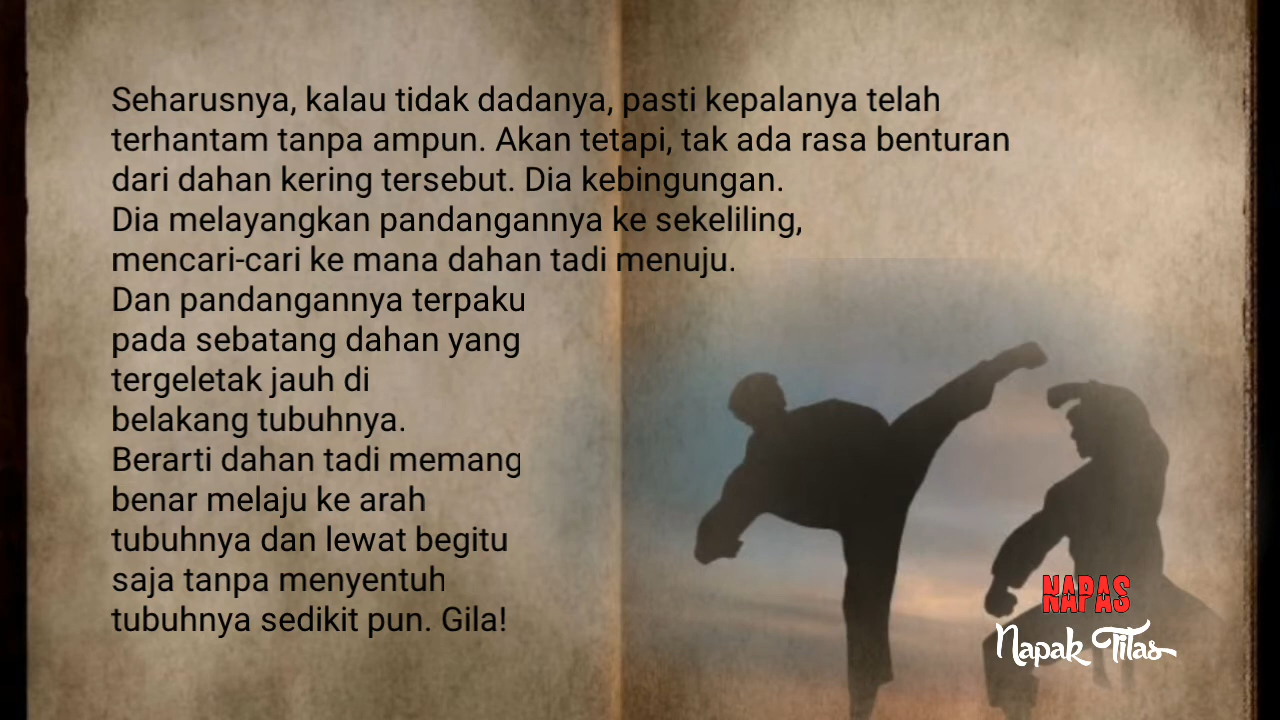 Seharusnya, kalau tidak dadanya, pasti kepalanya telah
terhantam tanpa ampun. Akan tetapi, tak ada rasa benturan
dari dahan kering tersebut. Dia kebingungan.
Dia melayangkan pandangannya ke sekeliling,
mencari-cari ke mana dahan tadi menuju.
Dan pandangannya terpaku
pada sebatang dahan yang
tergeletak jauh di
belakang tubuhnya.
Berarti dahan tadi memang
benar melaju ke arah
tubuhnya dan lewat begitu
saja tanpa menyentuh
tubuhnya sedikit pun. Gila!
NAPAS
Napak Tilas